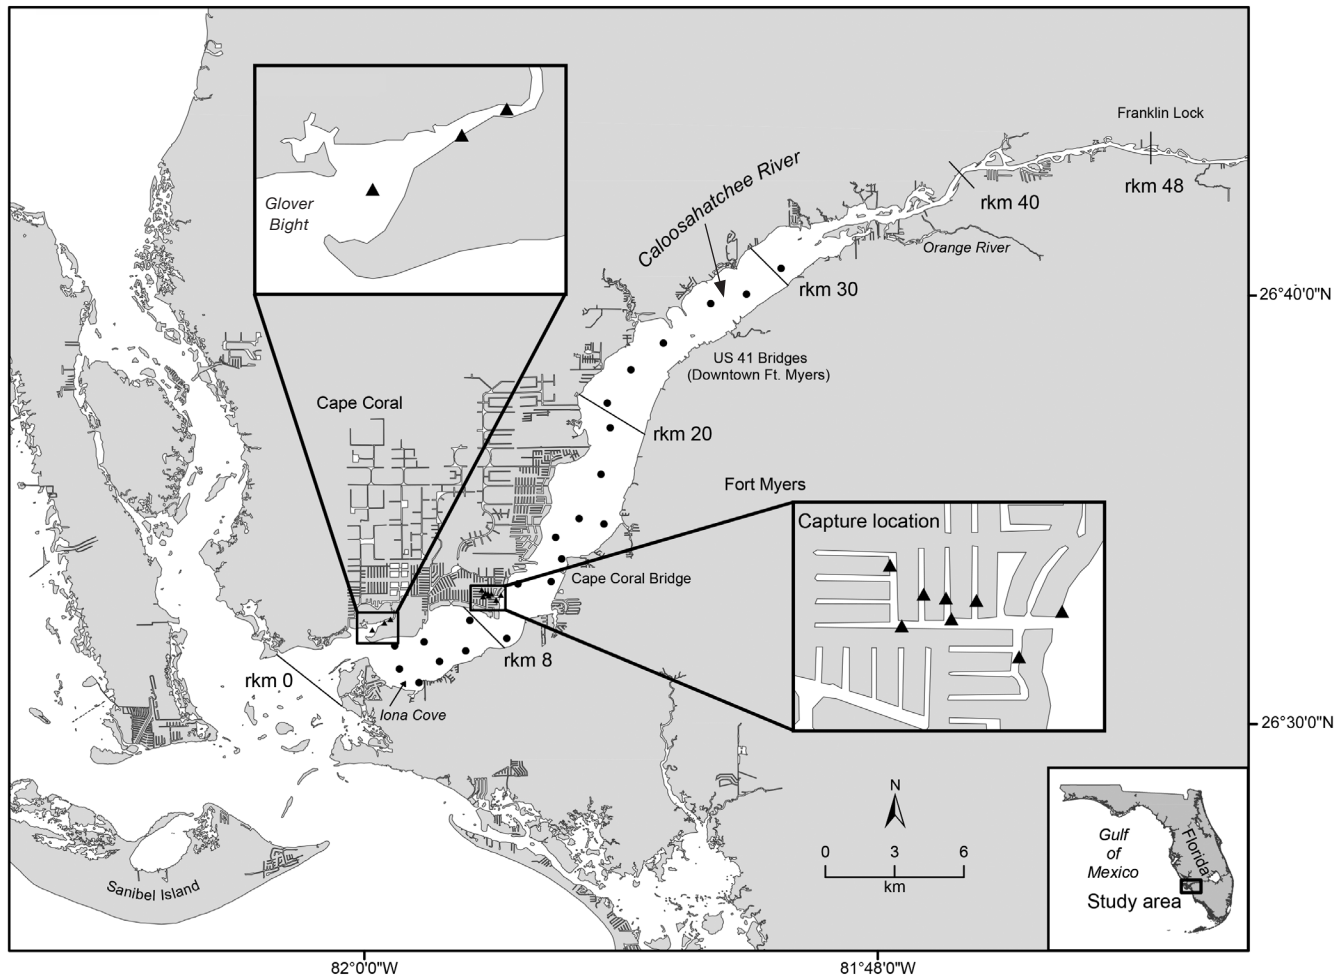 Franklin Lock
rkm 48
rkm 40
Caloosahatchee River
Orange River
Glover
Bight
rkm 30
26°40'0"N
US 41 Bridges
(Downtown Ft. Myers)
Cape Coral
rkm 20
Fort Myers
Capture location
Cape Coral Bridge
rkm 8
rkm 0
Iona Cove
26°30'0"N
N
0 3 6
km
Gulf
of
Mexico
Florida
Study area
Sanibel Island
82°0'0"W
81°48'0"W